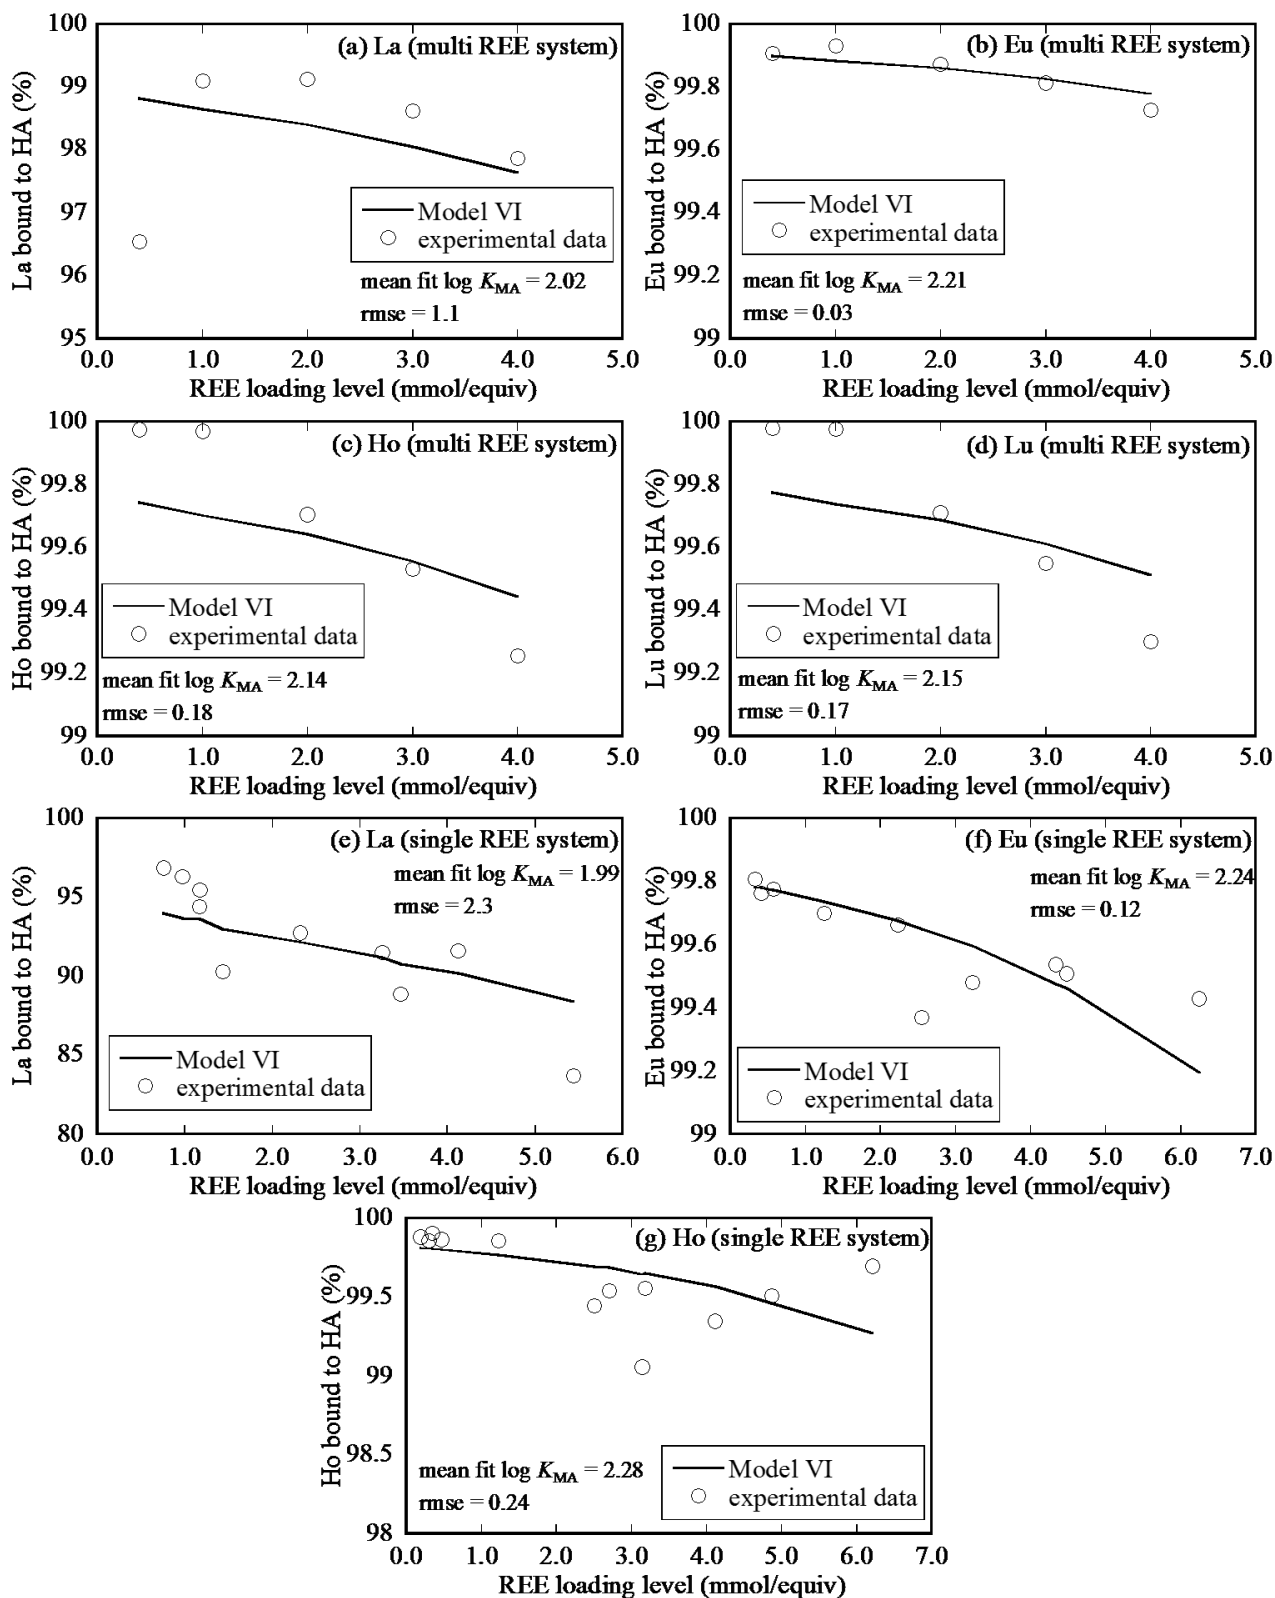 (a) La (multi REE system)
La bound to HA (%)
100
99
98
97
96
95
Model VI
experimental data
mean fit log K_MA = 2.02
rmse = 1.1
0.0 1.0 2.0 3.0 4.0 5.0
REE loading level (mmol/equiv)
(b) Eu (multi REE system)
Eu bound to HA (%)
100
99.8
99.6
99.4
99.2
99
Model VI
experimental data
mean fit log K_MA = 2.21
rmse = 0.03
0.0 1.0 2.0 3.0 4.0 5.0
REE loading level (mmol/equiv)
(c) Ho (multi REE system)
Ho bound to HA (%)
100
99.8
99.6
99.4
99.2
99
Model VI
experimental data
mean fit log K_MA = 2.14
rmse = 0.18
0.0 1.0 2.0 3.0 4.0 5.0
REE loading level (mmol/equiv)
(d) Lu (multi REE system)
Lu bound to HA (%)
100
99.8
99.6
99.4
99.2
99
Model VI
experimental data
mean fit log K_MA = 2.15
rmse = 0.17
0.0 1.0 2.0 3.0 4.0 5.0
REE loading level (mmol/equiv)
(e) La (single REE system)
mean fit log K_MA = 1.99
rmse = 2.3
La bound to HA (%)
100
95
90
85
80
Model VI
experimental data
0.0 1.0 2.0 3.0 4.0 5.0 6.0
REE loading level (mmol/equiv)
(f) Eu (single REE system)
mean fit log K_MA = 2.24
rmse = 0.12
Eu bound to HA (%)
100
99.8
99.6
99.4
99.2
99
Model VI
experimental data
0.0 1.0 2.0 3.0 4.0 5.0 6.0 7.0
REE loading level (mmol/equiv)
(g) Ho (single REE system)
Ho bound to HA (%)
100
99.5
99
98.5
98
mean fit log K_MA = 2.28
rmse = 0.24
Model VI
experimental data
0.0 1.0 2.0 3.0 4.0 5.0 6.0 7.0
REE loading level (mmol/equiv)